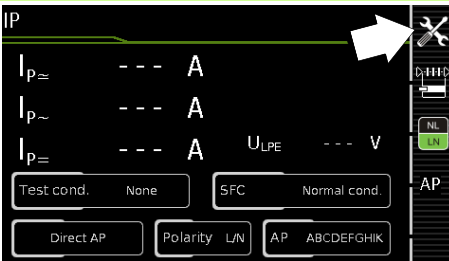 IP
IP≃ --- A
IP~ --- A
IP= --- A
ULPE --- V
NL
LN
AP
Test cond. None
SFC Normal cond.
Direct AP
Polarity L/N
AP ABCDEFGHIK